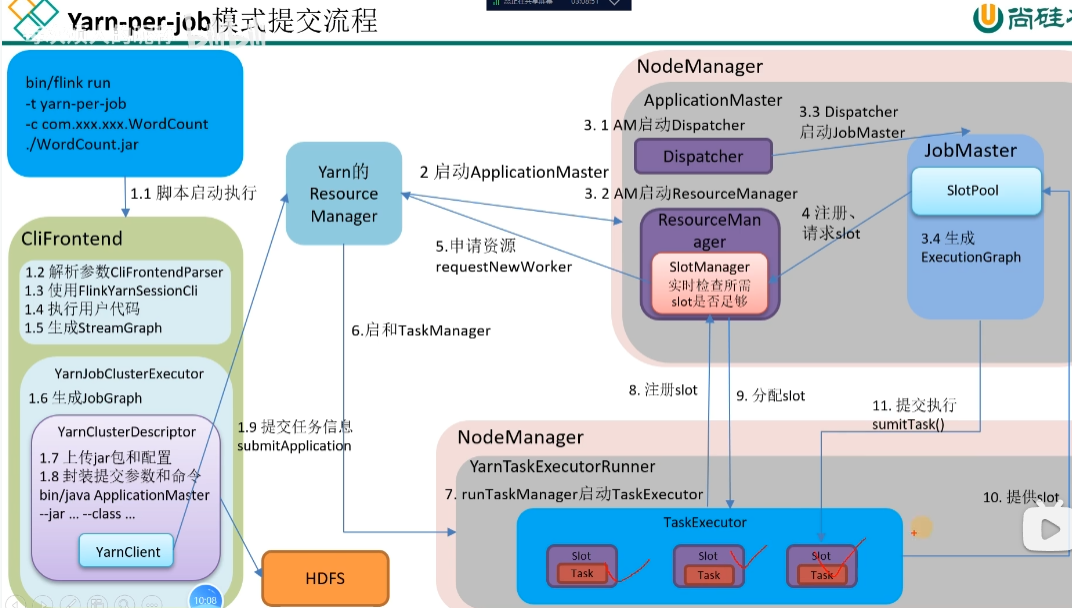 Yarn-per-job模式提交流程
尚硅
03:08:51
bin/flink run
-t yarn-per-job
-c com.xxx.xxx.WordCount
./WordCount.jar
1.1 脚本启动执行
CliFrontend
1.2 解析参数CliFrontendParser
1.3 使用FlinkYarnSessionCli
1.4 执行用户代码
1.5 生成StreamGraph
YarnJobClusterExecutor
1.6 生成JobGraph
YarnClusterDescriptor
1.7 上传jar包和配置
1.8 封装提交参数和命令
bin/java ApplicationMaster
--jar ... --class ...
YarnClient
10:08
1.9 提交任务信息
submitApplication
HDFS
Yarn的
Resource
Manager
2 启动ApplicationMaster
5.申请资源
requestNewWorker
6.启和TaskManager
NodeManager
ApplicationMaster
3. 1 AM启动Dispatcher
Dispatcher
3.3 Dispatcher
启动JobMaster
3. 2 AM启动ResourceManager
ResourceMan
ager
SlotManager
实时检查所需
slot是否足够
4 注册、
请求slot
JobMaster
SlotPool
3.4 生成
ExecutionGraph
8. 注册slot
9. 分配slot
11. 提交执行
sumitTask()
NodeManager
YarnTaskExecutorRunner
7. runTaskManager启动TaskExecutor
10. 提供slot
TaskExecutor
Slot
Task
Slot
Task
Slot
Task